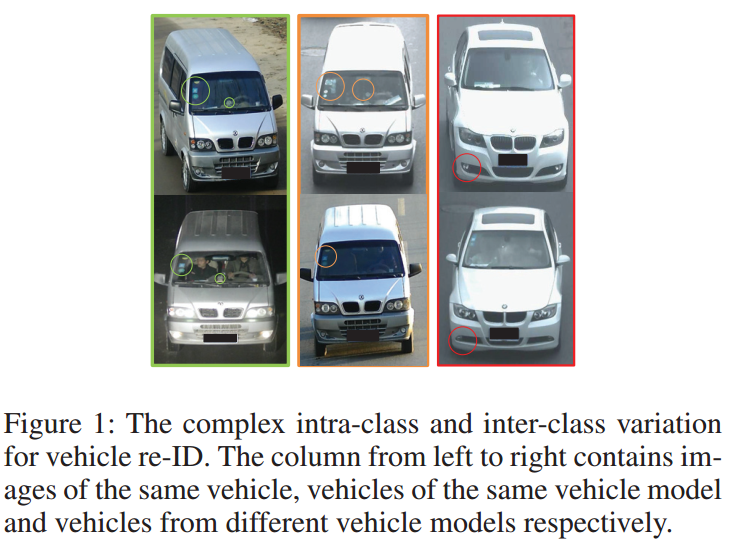 Figure 1: The complex intra-class and inter-class variation
for vehicle re-ID. The column from left to right contains im-
ages of the same vehicle, vehicles of the same vehicle model
and vehicles from different vehicle models respectively.